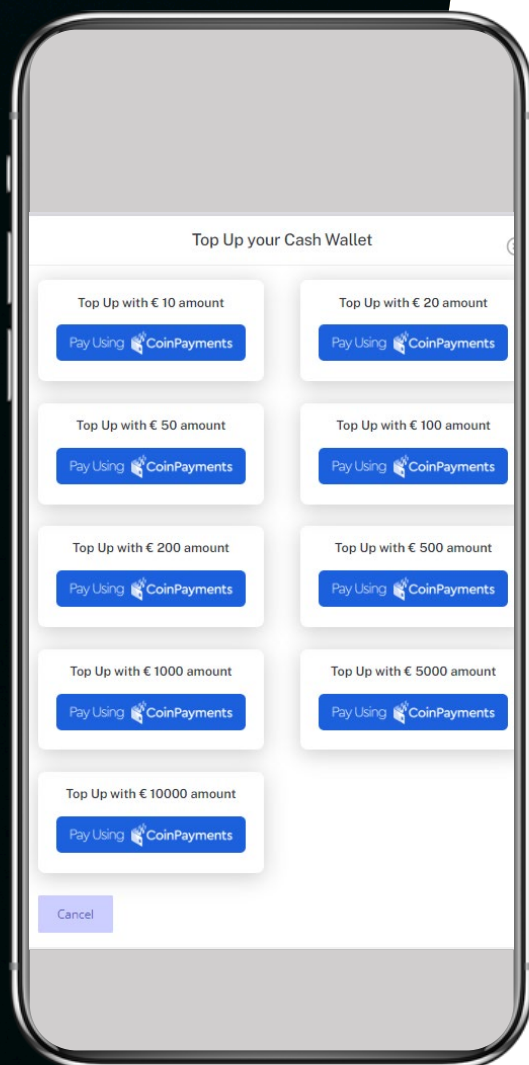 Top Up your Cash Wallet
Top Up with € 10 amount
Pay Using CoinPayments
Top Up with € 20 amount
Pay Using CoinPayments
Top Up with € 50 amount
Pay Using CoinPayments
Top Up with € 100 amount
Pay Using CoinPayments
Top Up with € 200 amount
Pay Using CoinPayments
Top Up with € 500 amount
Pay Using CoinPayments
Top Up with € 1000 amount
Pay Using CoinPayments
Top Up with € 5000 amount
Pay Using CoinPayments
Top Up with € 10000 amount
Pay Using CoinPayments
Cancel